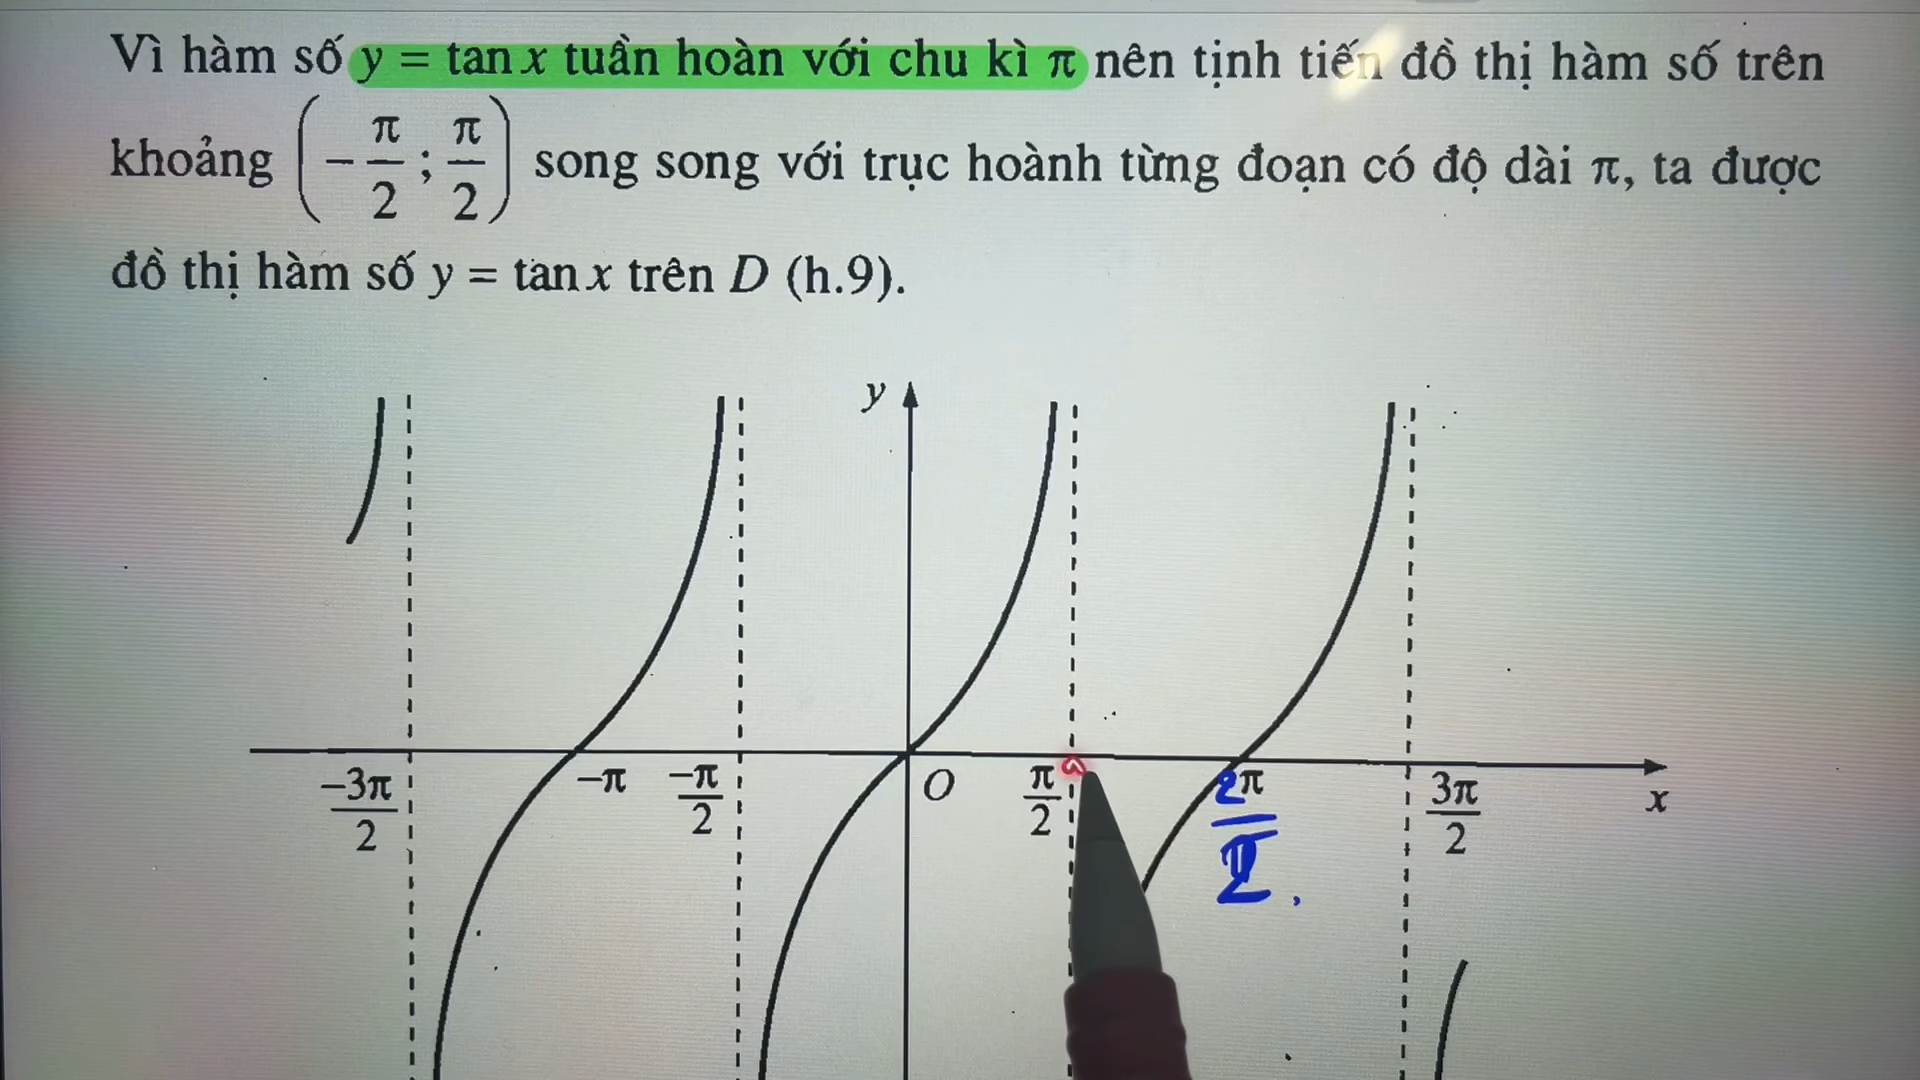 Vì hàm số y = tan x tuần hoàn với chu kì π nên tịnh tiến đồ thị hàm số trên
khoảng (-π/2 ; π/2) song song với trục hoành từng đoạn có độ dài π, ta được
đồ thị hàm số y = tan x trên D (h.9).
y
-3π/2
-π
-π/2
O
π/2
2π/2
3π/2
x